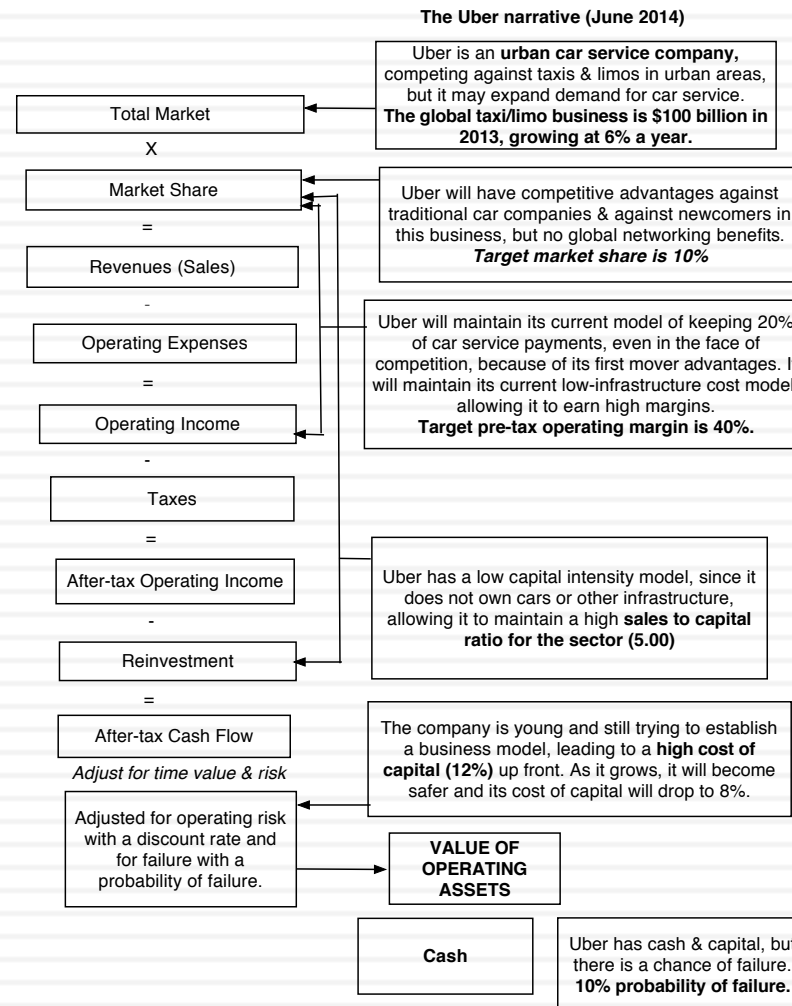 The Uber narrative (June 2014)
Uber is an urban car service company,
competing against taxis & limos in urban areas,
but it may expand demand for car service.
The global taxi/limo business is $100 billion in
2013, growing at 6% a year.
Total Market
X
Market Share
Uber will have competitive advantages against
traditional car companies & against newcomers in
this business, but no global networking benefits.
Target market share is 10%
=
Revenues (Sales)
-
Operating Expenses
Uber will maintain its current model of keeping 20%
of car service payments, even in the face of
competition, because of its first mover advantages. I
will maintain its current low-infrastructure cost model
allowing it to earn high margins.
Target pre-tax operating margin is 40%.
=
Operating Income
-
Taxes
=
After-tax Operating Income
Uber has a low capital intensity model, since it
does not own cars or other infrastructure,
allowing it to maintain a high sales to capital
ratio for the sector (5.00)
-
Reinvestment
=
After-tax Cash Flow
The company is young and still trying to establish
a business model, leading to a high cost of
capital (12%) up front. As it grows, it will become
safer and its cost of capital will drop to 8%.
Adjust for time value & risk
Adjusted for operating risk
with a discount rate and
for failure with a
probability of failure.
VALUE OF
OPERATING
ASSETS
Cash
Uber has cash & capital, but
there is a chance of failure.
10% probability of failure.